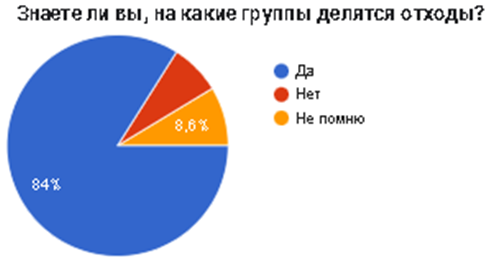 Знаете ли вы, на какие группы делятся отходы?
Да
Нет
Не помню
8,6%
84%